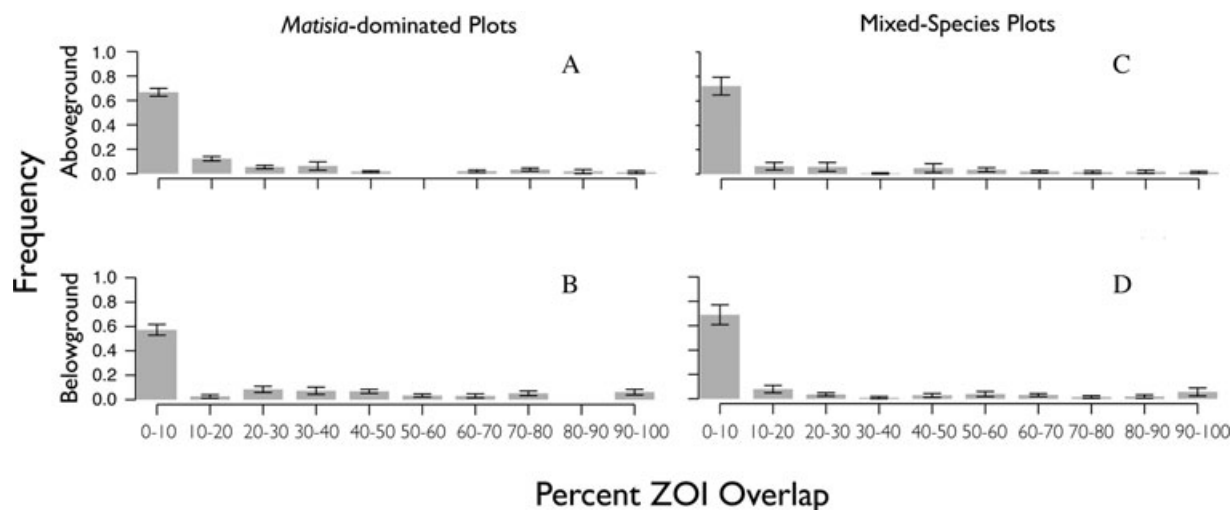 Matisia-dominated Plots
Mixed-Species Plots
Frequency
Aboveground
1.0
0.8
0.6
0.4
0.2
0.0
A
C
Belowground
1.0
0.8
0.6
0.4
0.2
0.0
B
D
0-10 10-20 20-30 30-40 40-50 50-60 60-70 70-80 80-90 90-100
0-10 10-20 20-30 30-40 40-50 50-60 60-70 70-80 80-90 90-100
Percent ZOI Overlap